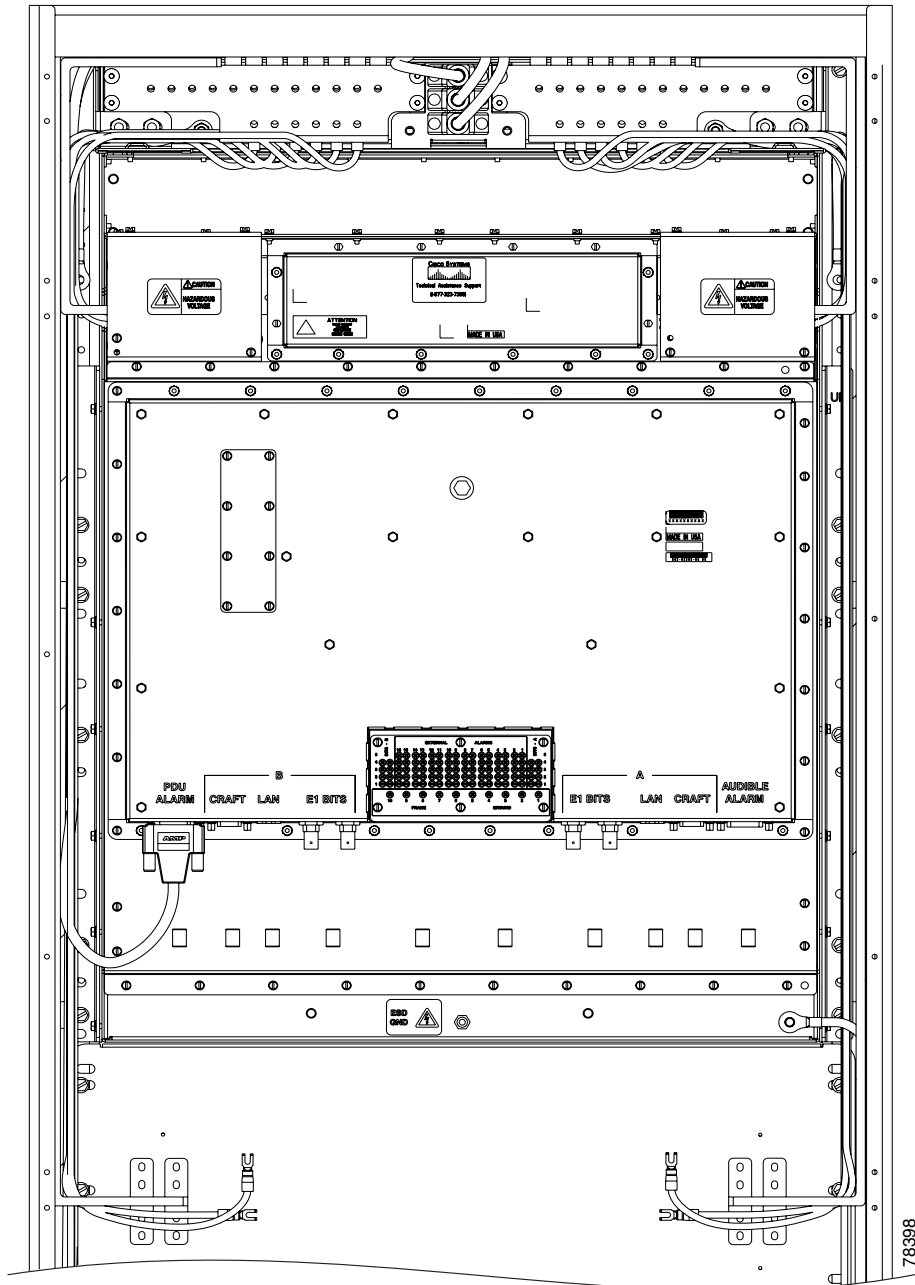 CAUTION
HAZARDOUS
VOLTAGE
CISCO SYSTEMS
Technical Assistance Support
ATTENTION
MADE IN USA
CAUTION
HAZARDOUS
VOLTAGE
MADE IN USA
EXTERNAL ALARMS
PDU
ALARM
B
CRAFT LAN E1 BITS
A
E1 BITS LAN CRAFT
AUDIBLE
ALARM
AMP
ESD
GND
78398